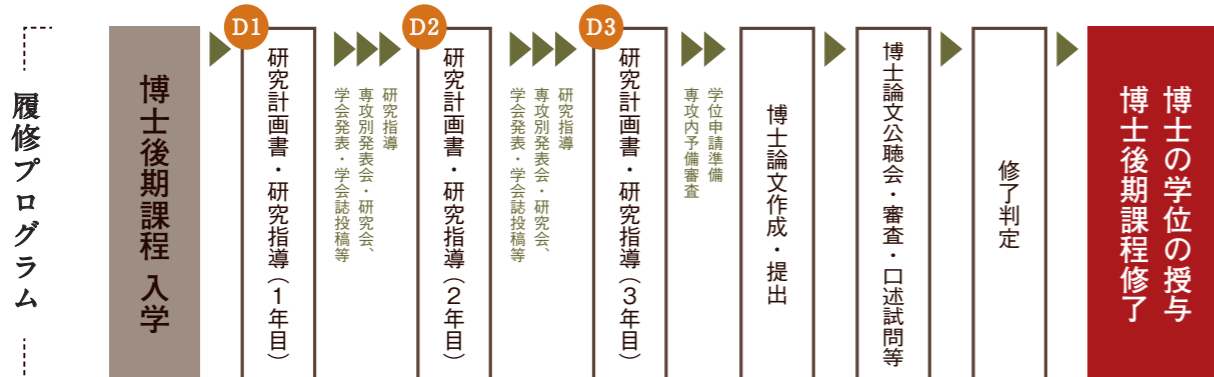 履修プログラム
博士後期課程 入学
D1
研究計画書・研究指導（1年目）
研究指導
専攻別発表会・研究会、
学会発表・学会誌投稿等
D2
研究計画書・研究指導（2年目）
研究指導
専攻別発表会・研究会、
学会発表・学会誌投稿等
D3
研究計画書・研究指導（3年目）
学位申請準備
専攻内予備審査
博士論文作成・提出
博士論文公聴会・審査・口述試問等
修了判定
博士の学位の授与
博士後期課程修了